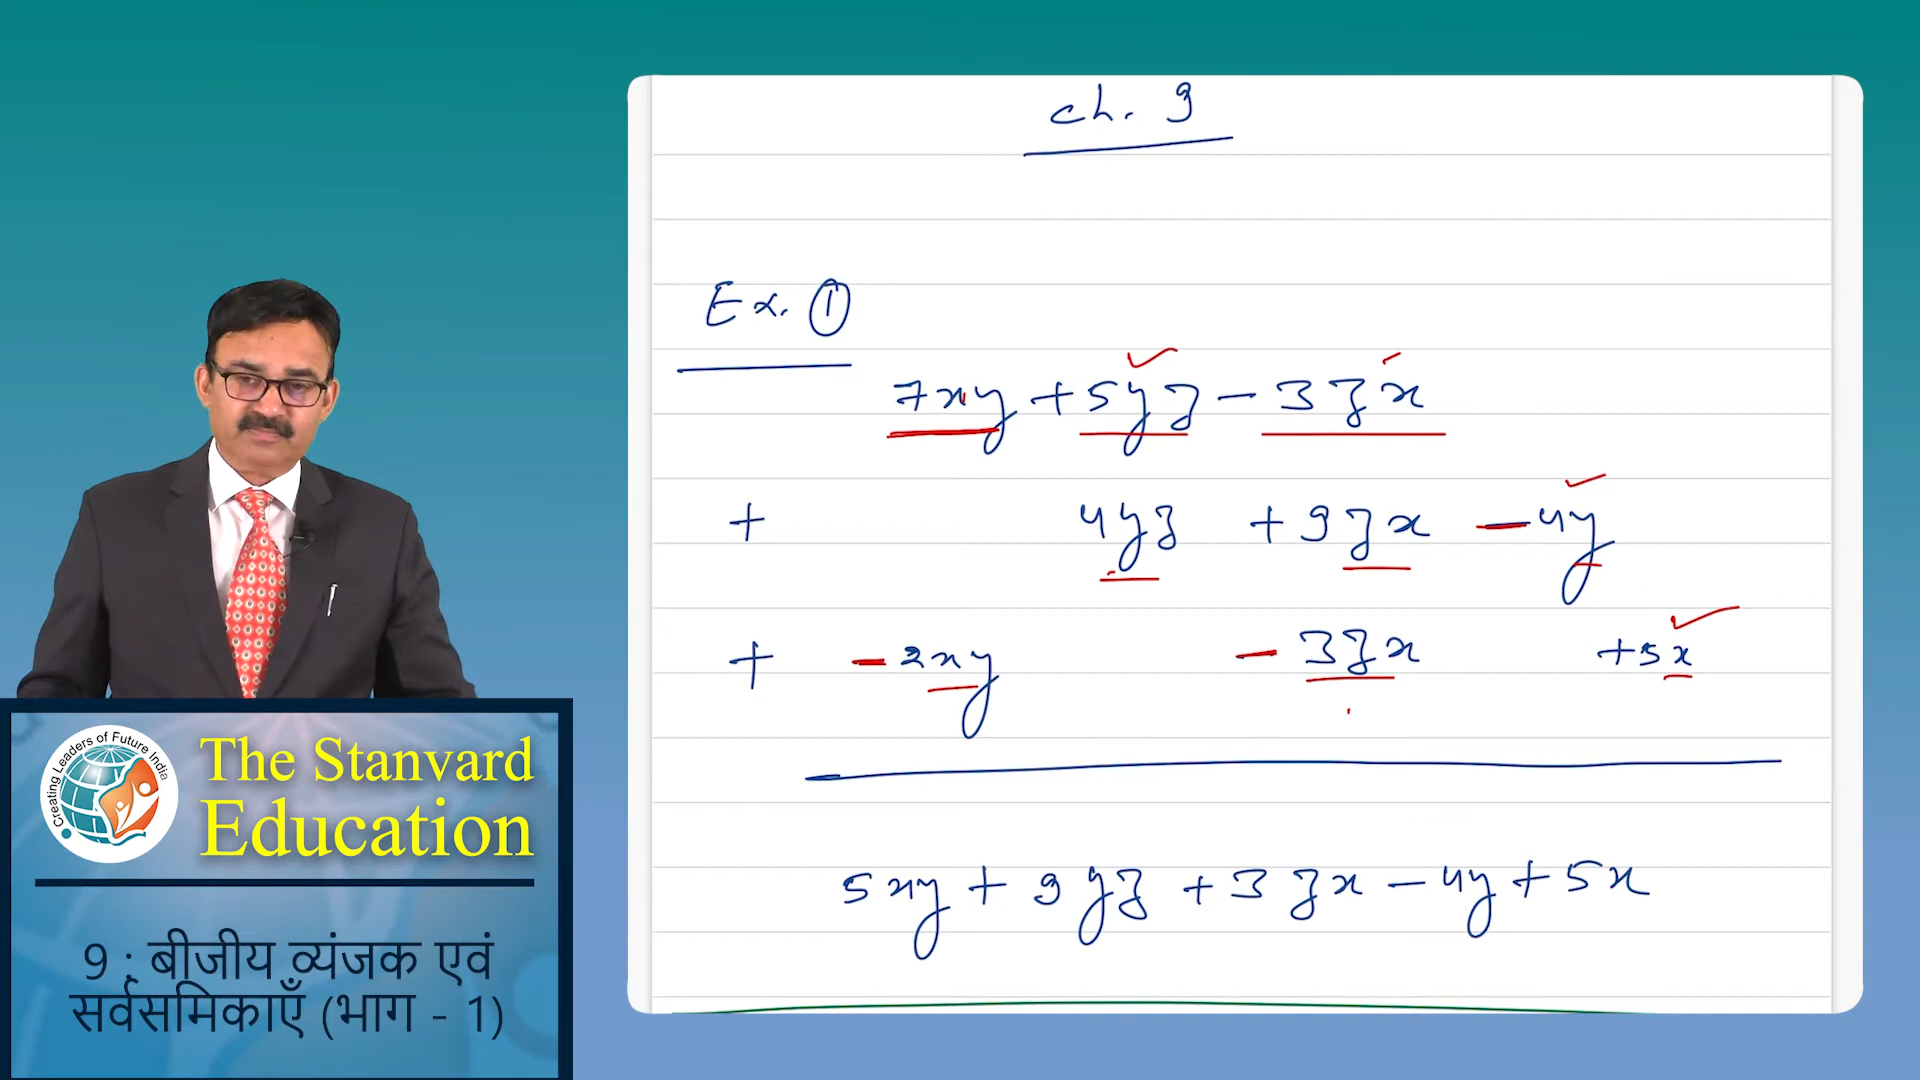 ch. 9
Ex. ①
7xy + 5yz - 3zx
+ 4yz + 9zx - 4y
+ - 2xy - 3zx + 5x
5xy + 9yz + 3zx - 4y + 5x
Creating Leaders of Future India
The Stanvard
Education
9 : बीजीय व्यंजक एवं
सर्वसमिकाएँ (भाग - 1)